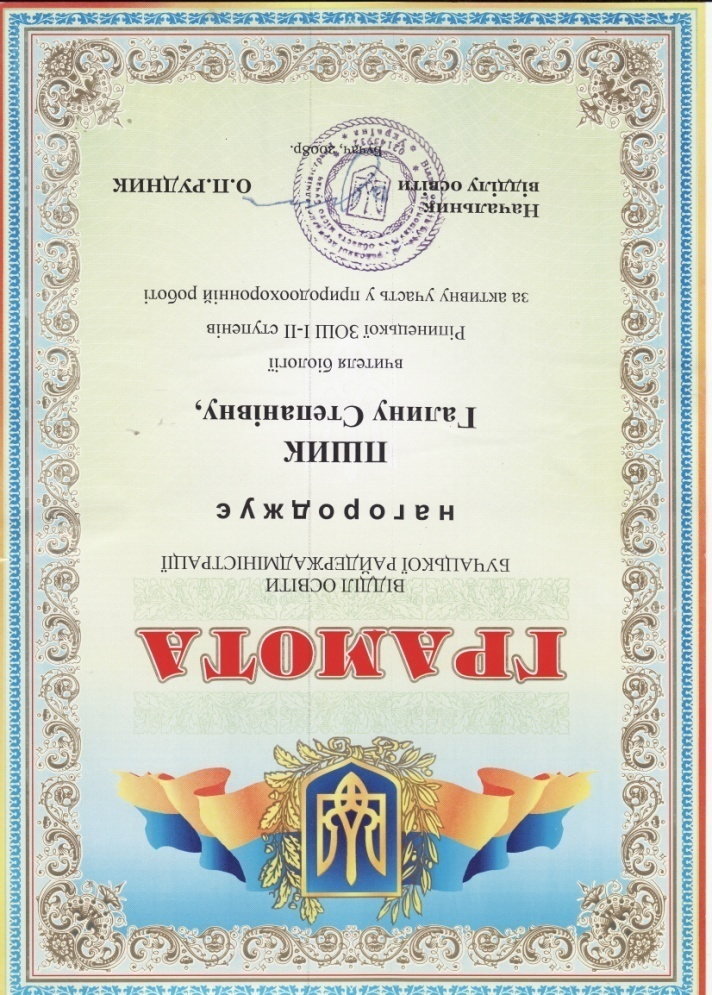 ГРАМОТА
ВІДДІЛ ОСВІТИ
БУЧАЦЬКОЇ РАЙДЕРЖАДМІНІСТРАЦІЇ
нагороджує
ПШИК
Галину Степанівну,
вчителя біології
Ріпинецької ЗОШ І-ІІ ступенів
за активну участь у природоохоронній роботі
Начальник
відділу освіти О.П.РУДНИК
Бучач, 2008р.